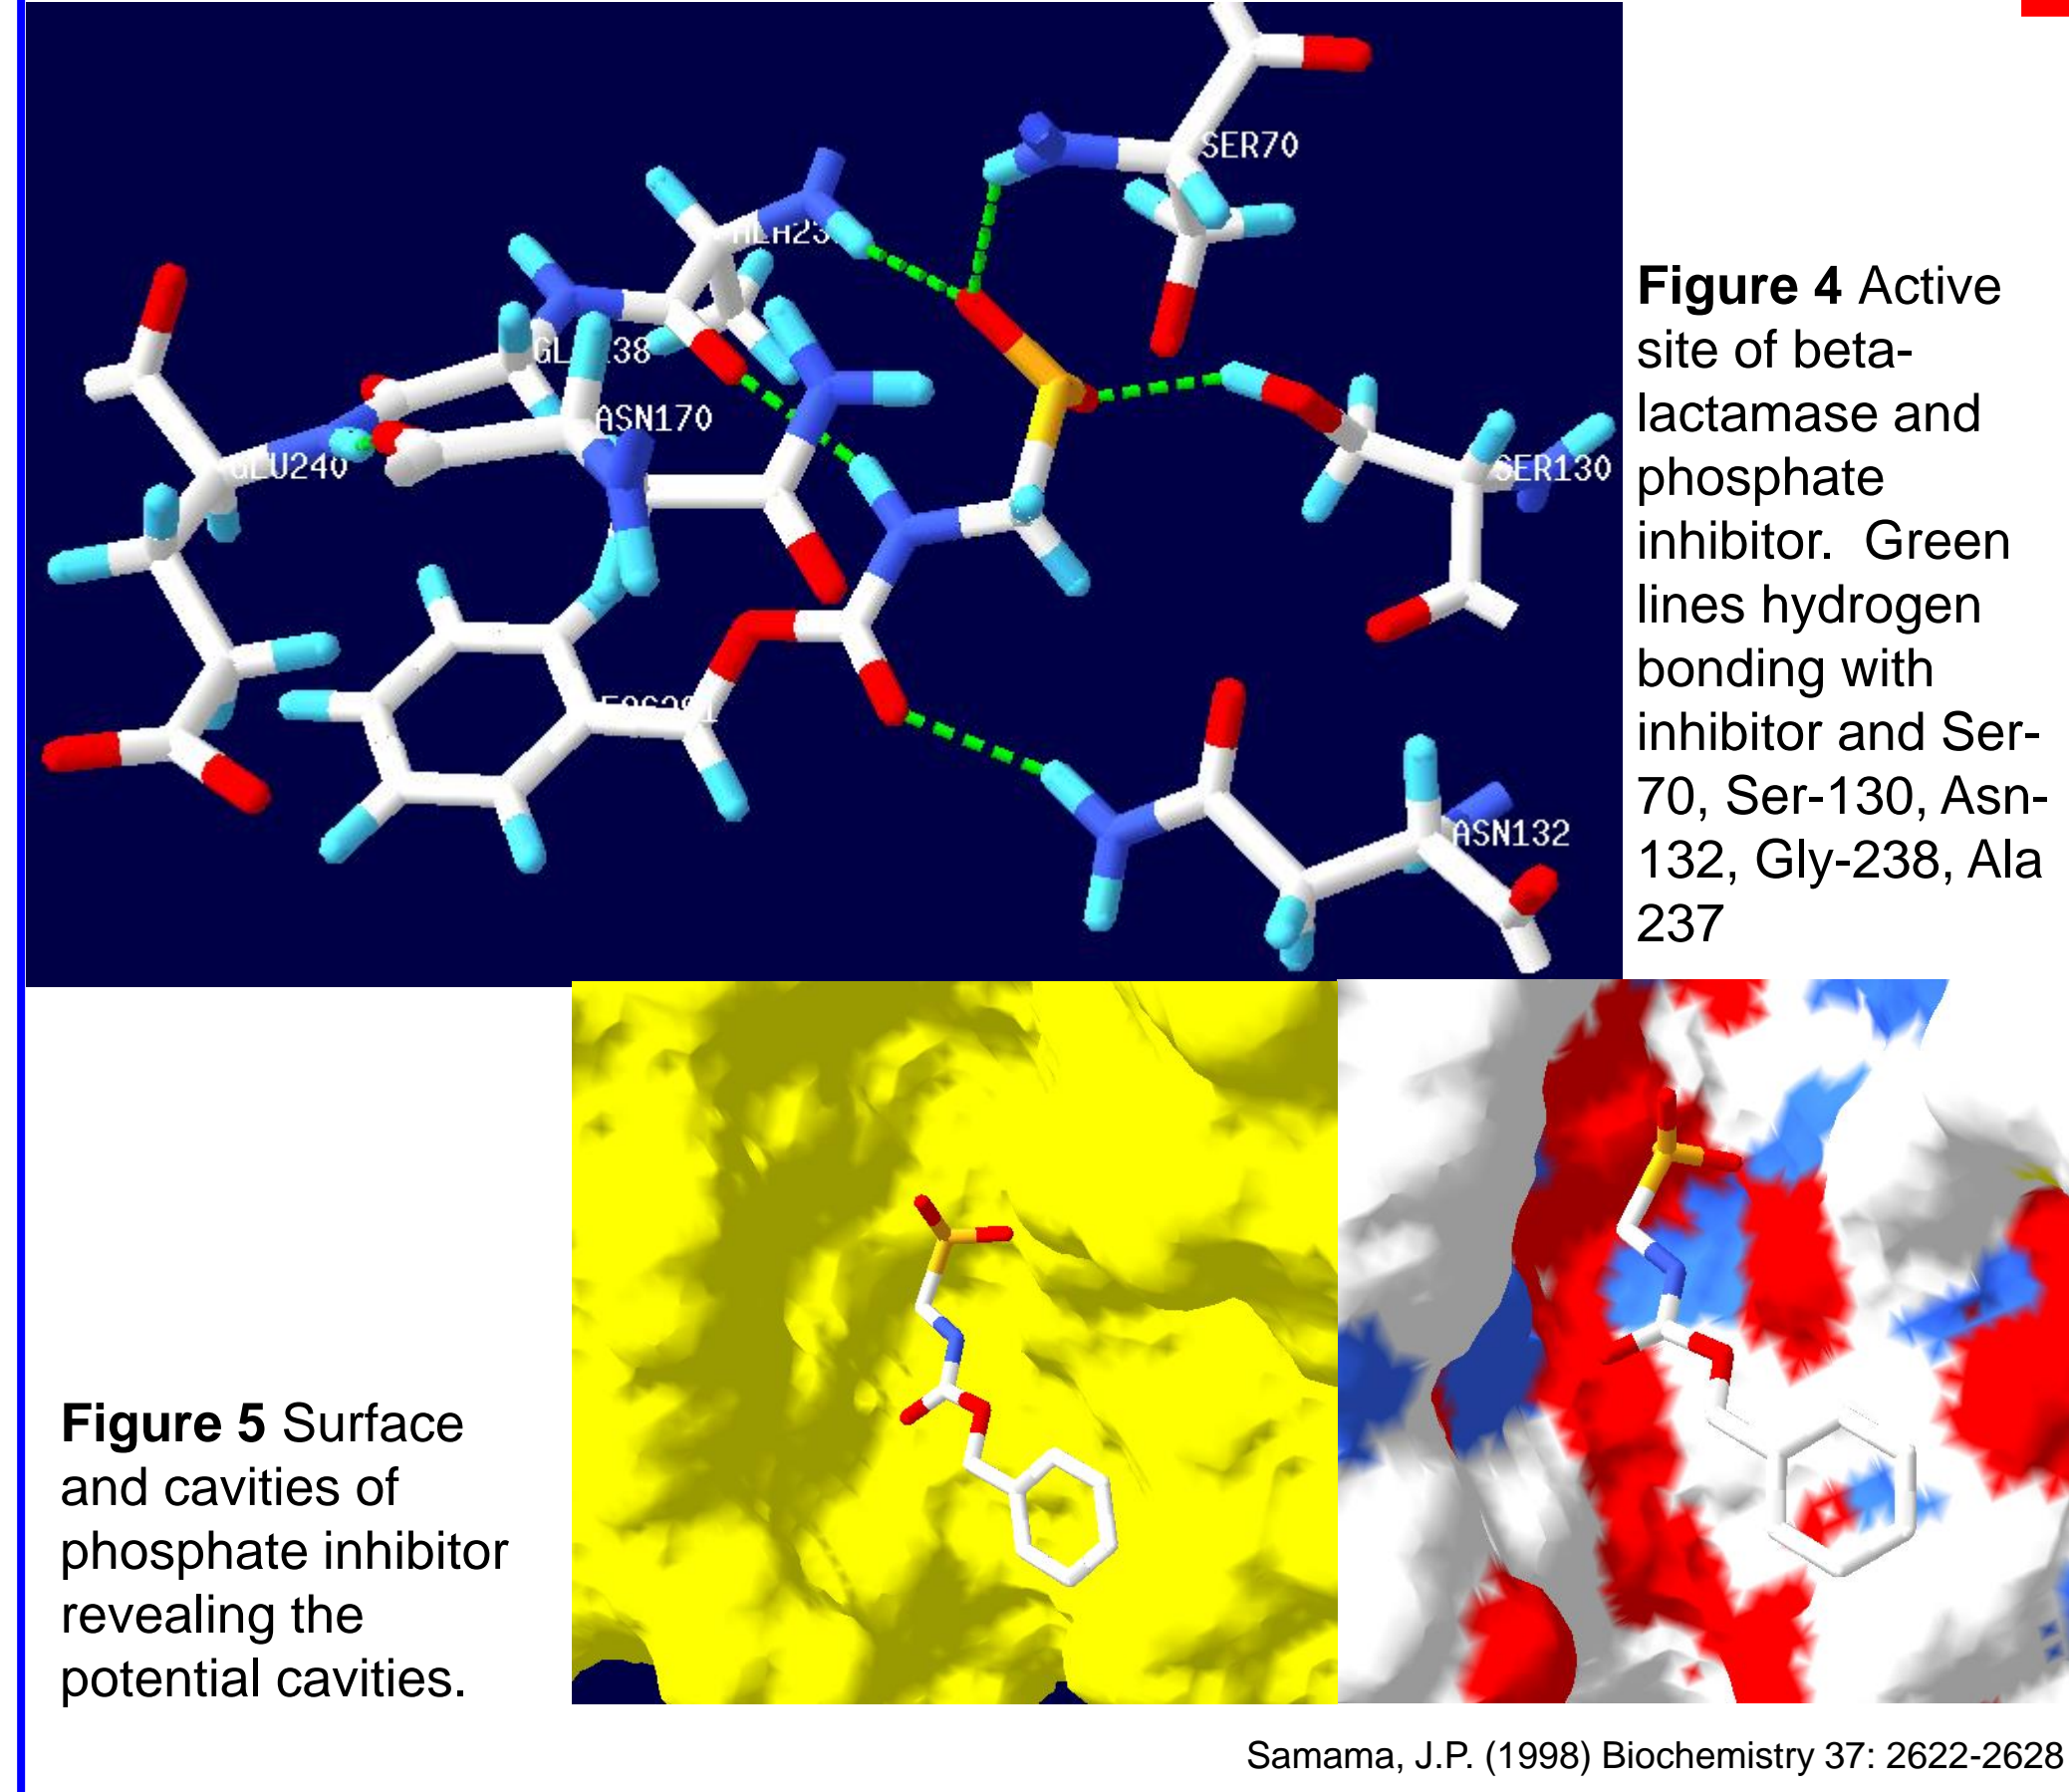 SER70
GLU240
ASN170
SER130
ASN132
Figure 4 Active
site of beta-
lactamase and
phosphate
inhibitor. Green
lines hydrogen
bonding with
inhibitor and Ser-
70, Ser-130, Asn-
132, Gly-238, Ala
237
Figure 5 Surface
and cavities of
phosphate inhibitor
revealing the
potential cavities.
Samama, J.P. (1998) Biochemistry 37: 2622-2628